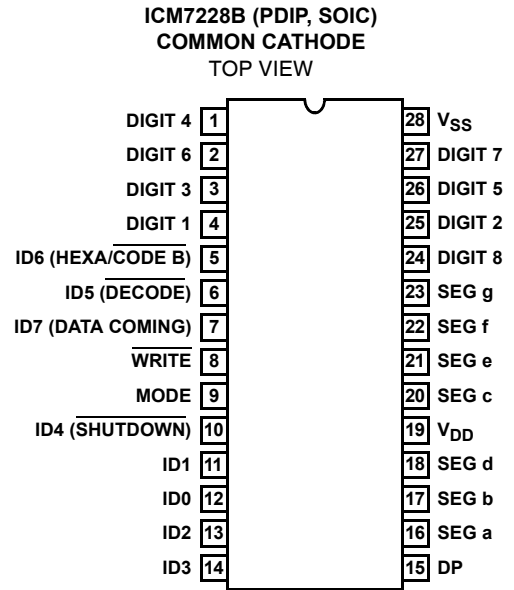 ICM7228B (PDIP, SOIC)
COMMON CATHODE
TOP VIEW
DIGIT 4 1
DIGIT 6 2
DIGIT 3 3
DIGIT 1 4
ID6 (HEXA/CODE B) 5
ID5 (DECODE) 6
ID7 (DATA COMING) 7
WRITE 8
MODE 9
ID4 (SHUTDOWN) 10
ID1 11
ID0 12
ID2 13
ID3 14
28 VSS
27 DIGIT 7
26 DIGIT 5
25 DIGIT 2
24 DIGIT 8
23 SEG g
22 SEG f
21 SEG e
20 SEG c
19 VDD
18 SEG d
17 SEG b
16 SEG a
15 DP